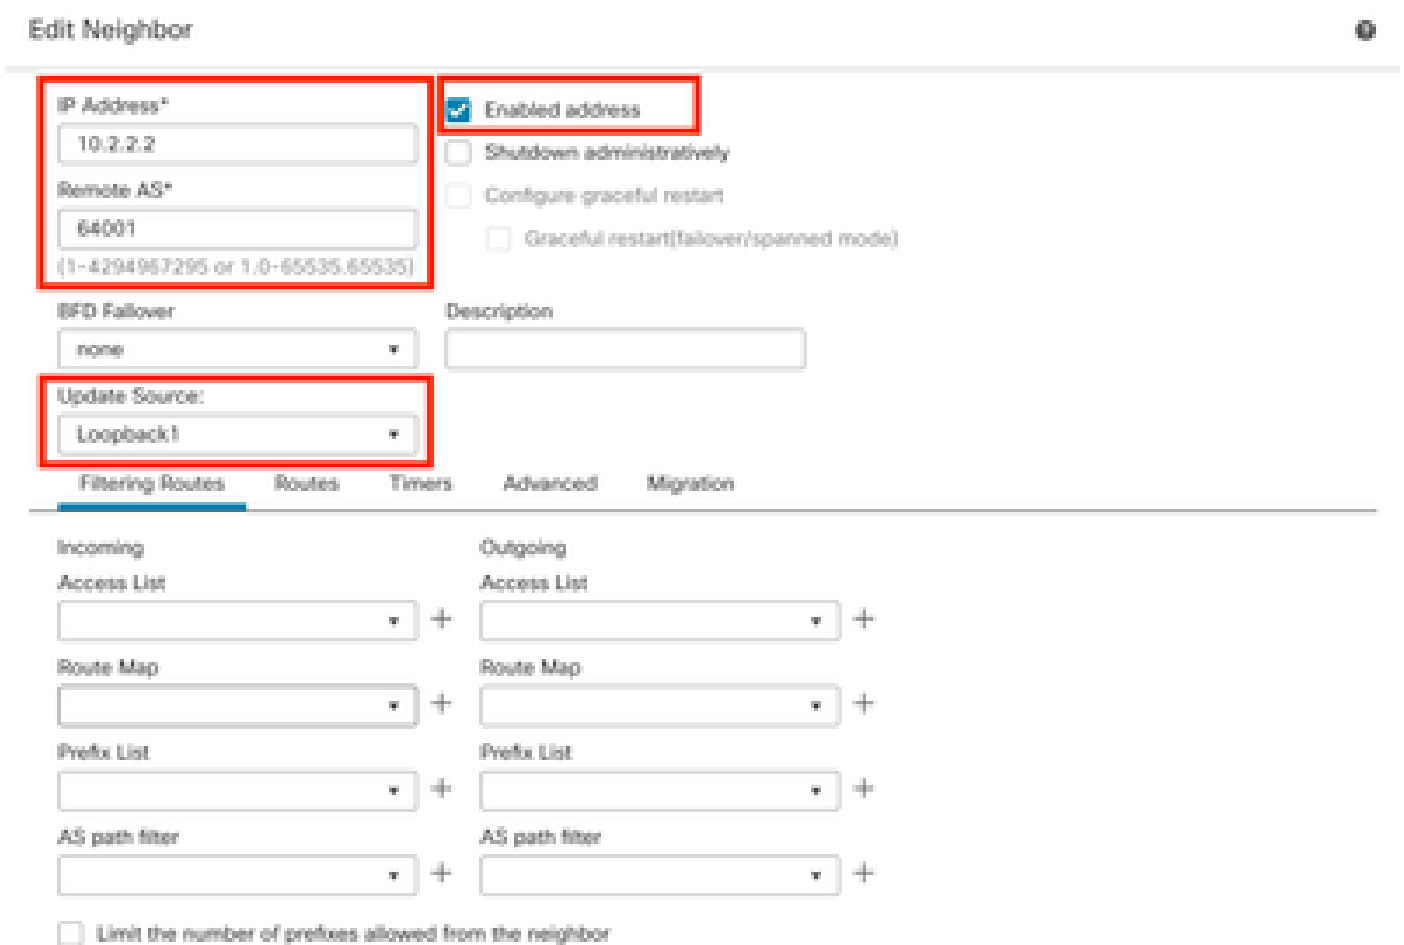 Edit Neighbor
IP Address*
10.2.2.2
Remote AS*
64001
(1-4294967295 or 1.0-65535.65535)
Enabled address
Shutdown administratively
Configure graceful restart
Graceful restart(failover/spanned mode)
BFD Failover
none
Description
Update Source:
Loopback1
Filtering Routes Routes Timers Advanced Migration
Incoming Outgoing
Access List Access List
Route Map Route Map
Prefix List Prefix List
AS path filter AS path filter
Limit the number of prefixes allowed from the neighbor